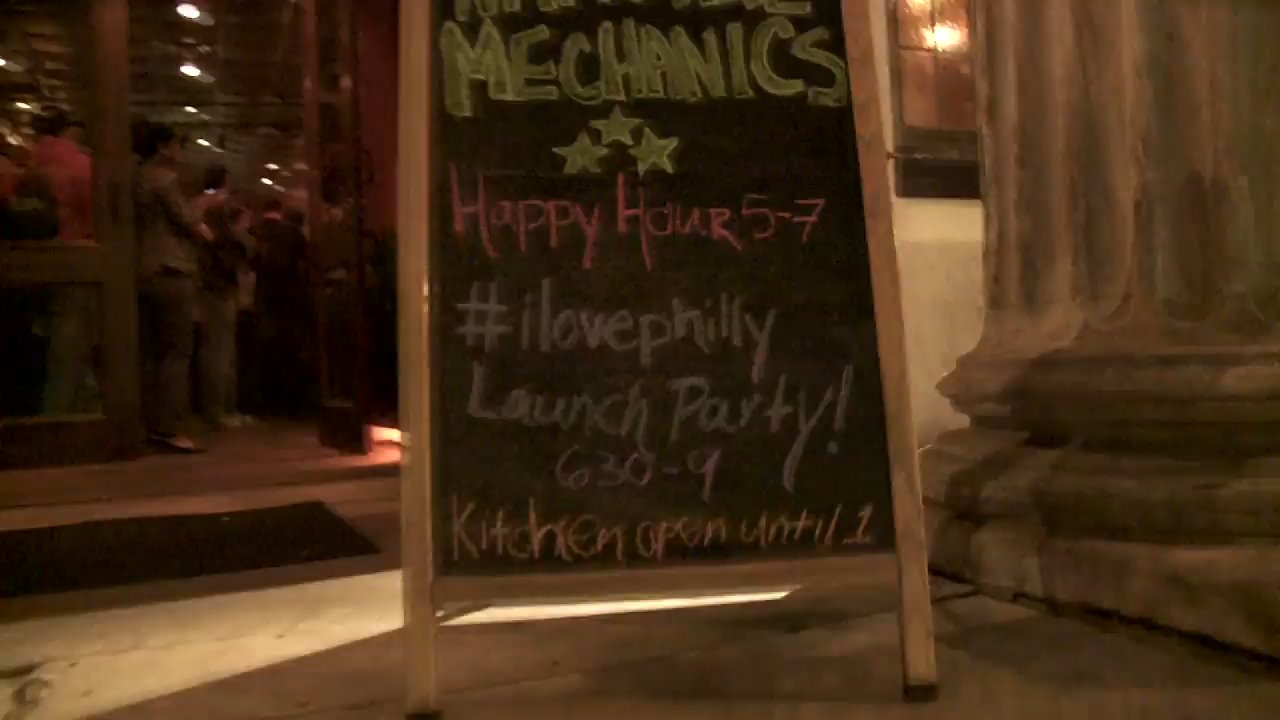 MECHANICS
Happy Hour 5-7
#ilovephilly
Launch Party!
630-9
Kitchen open until 1